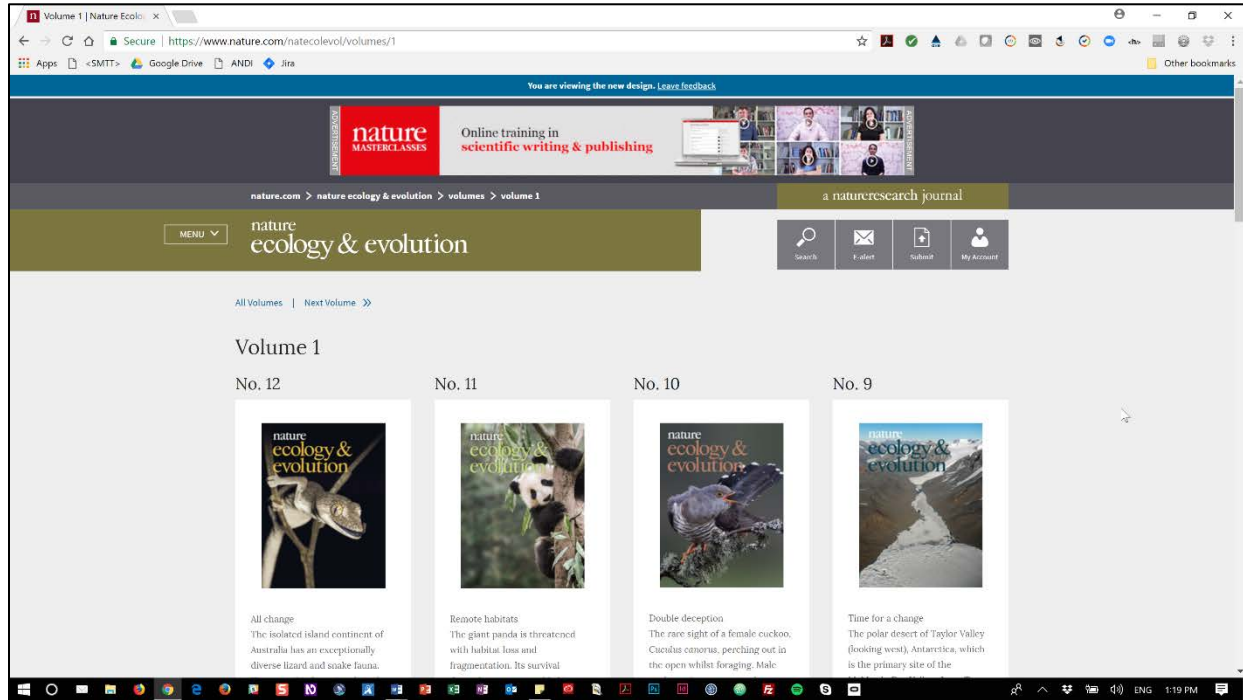 Volume 1 | Nature Ecolo
Secure | https://www.nature.com/natecolevol/volumes/1
Apps <SMTT> Google Drive ANDI Jira Other bookmarks
You are viewing the new design. Leave feedback
ADVERTISEMENT
nature
MASTERCLASSES
Online training in
scientific writing & publishing
ADVERTISEMENT
nature.com > nature ecology & evolution > volumes > volume 1
a natureresearch journal
MENU
nature
ecology & evolution
Search E-alert Submit My Account
All Volumes | Next Volume >>
Volume 1
No. 12
nature
ecology &
evolution
All change
The isolated island continent of
Australia has an exceptionally
diverse lizard and snake fauna.
No. 11
nature
ecology &
evolution
Remote habitats
The giant panda is threatened
with habitat loss and
fragmentation. Its survival
No. 10
nature
ecology &
evolution
Double deception
The rare sight of a female cuckoo,
Cuculus canorus, perching out in
the open whilst foraging. Male
No. 9
nature
ecology &
evolution
Time for a change
The polar desert of Taylor Valley
(looking west), Antarctica, which
is the primary site of the
ENG 1:19 PM